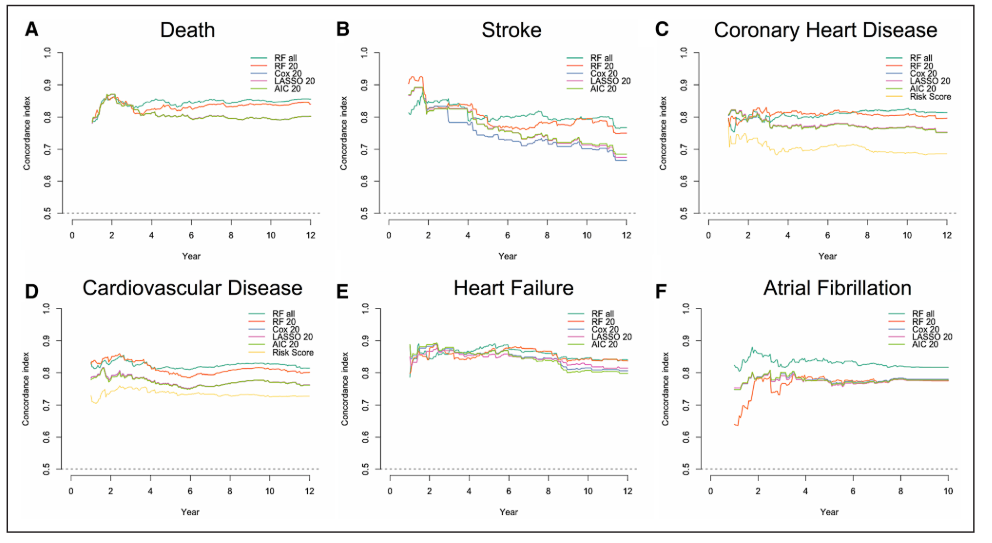 A Death
Concordance index
1.0
0.9
0.8
0.7
0.6
0.5
RF all
RF 20
Cox 20
LASSO 20
AIC 20
0 2 4 6 8 10 12
Year
B Stroke
Concordance index
1.0
0.9
0.8
0.7
0.6
0.5
RF all
RF 20
Cox 20
LASSO 20
AIC 20
0 2 4 6 8 10 12
Year
C Coronary Heart Disease
Concordance index
1.0
0.9
0.8
0.7
0.6
0.5
RF all
RF 20
Cox 20
LASSO 20
AIC 20
Risk Score
0 2 4 6 8 10 12
Year
D Cardiovascular Disease
Concordance index
1.0
0.9
0.8
0.7
0.6
0.5
RF all
RF 20
Cox 20
LASSO 20
AIC 20
Risk Score
0 2 4 6 8 10 12
Year
E Heart Failure
Concordance index
1.0
0.9
0.8
0.7
0.6
0.5
RF all
RF 20
Cox 20
LASSO 20
AIC 20
0 2 4 6 8 10 12
Year
F Atrial Fibrillation
Concordance index
1.0
0.9
0.8
0.7
0.6
0.5
RF all
RF 20
Cox 20
LASSO 20
AIC 20
0 2 4 6 8 10
Year